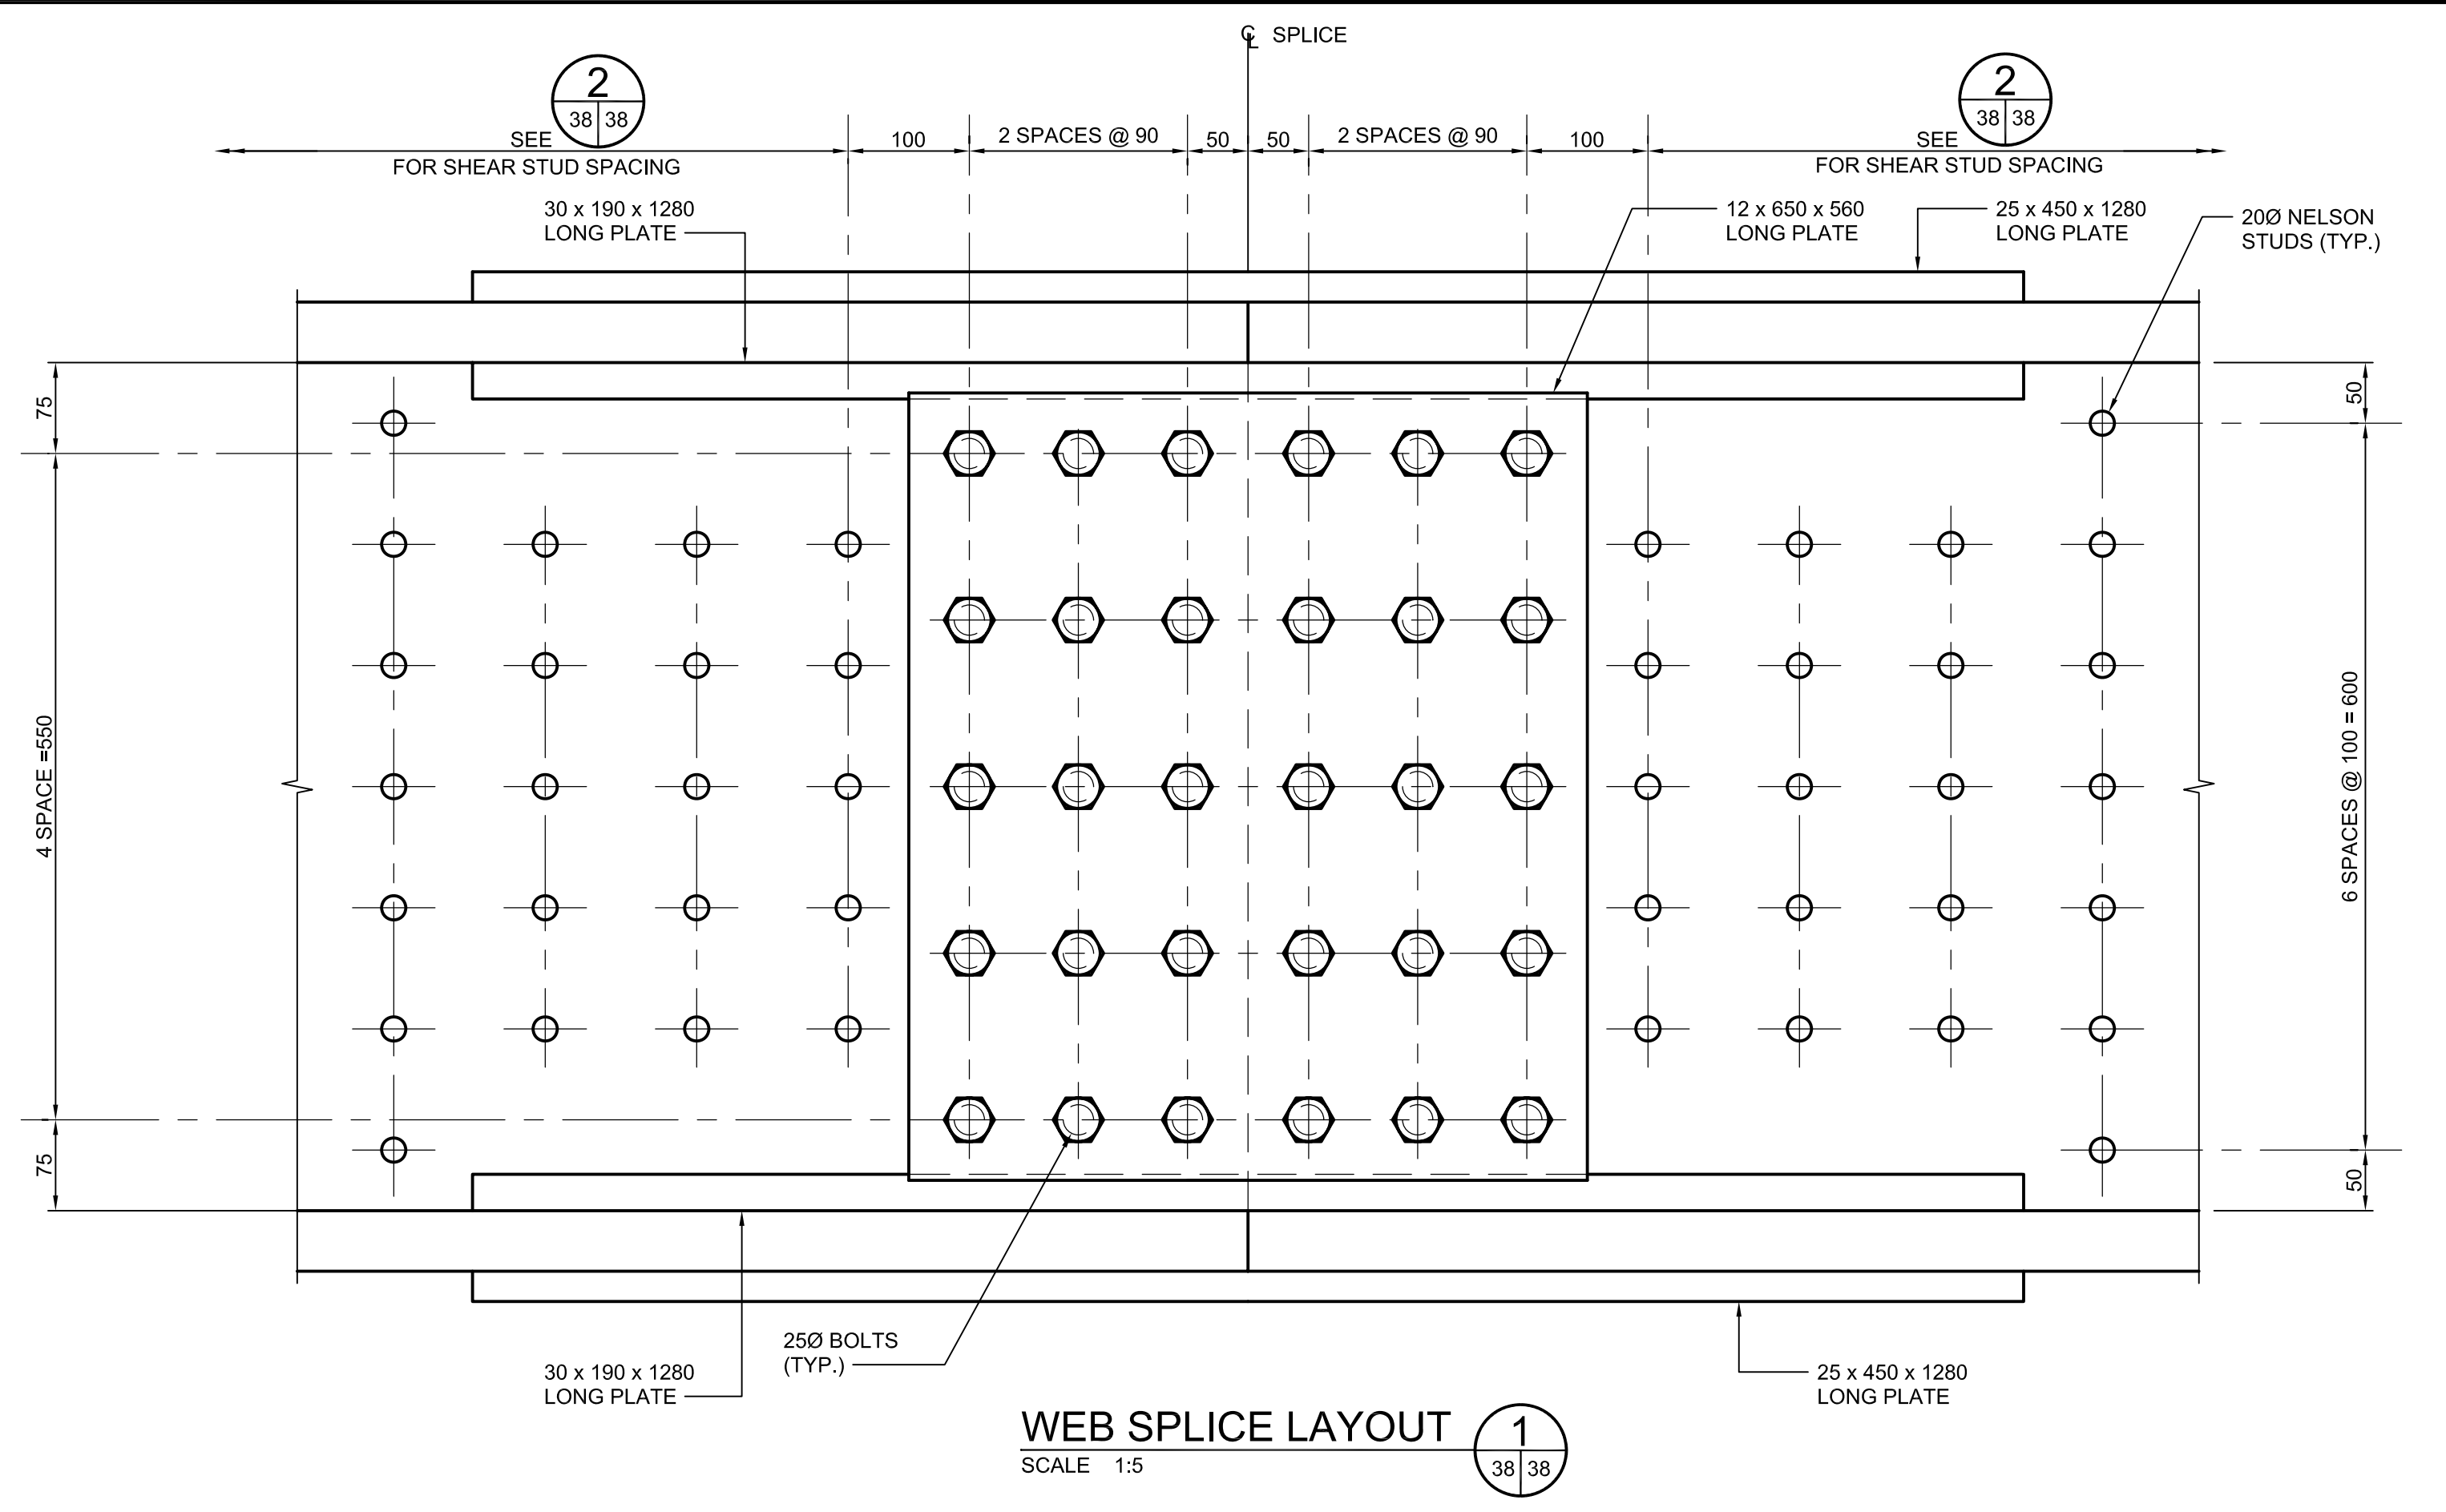 ℄ SPLICE
2
38 38
SEE
FOR SHEAR STUD SPACING
100
2 SPACES @ 90
50
50
2 SPACES @ 90
100
2
38 38
SEE
FOR SHEAR STUD SPACING
30 x 190 x 1280
LONG PLATE
12 x 650 x 560
LONG PLATE
25 x 450 x 1280
LONG PLATE
20Ø NELSON
STUDS (TYP.)
75
4 SPACE =550
75
50
6 SPACES @ 100 = 600
50
25Ø BOLTS
(TYP.)
30 x 190 x 1280
LONG PLATE
25 x 450 x 1280
LONG PLATE
WEB SPLICE LAYOUT
SCALE 1:5
1
38 38